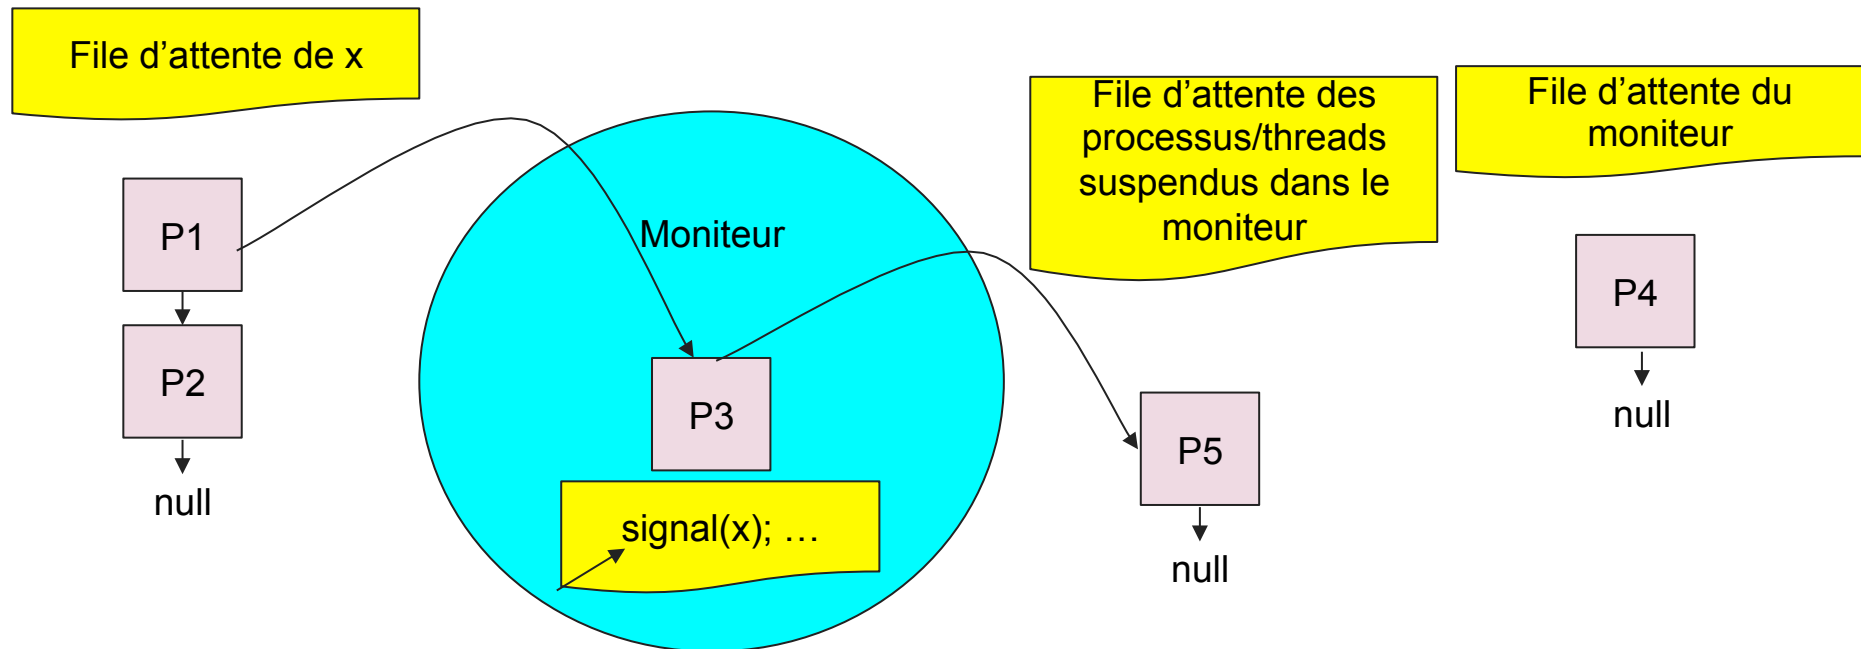 File d’attente de x
File d’attente des
processus/threads
suspendus dans le
moniteur
File d’attente du
moniteur
P1
P2
null
Moniteur
P3
signal(x); …
P5
null
P4
null